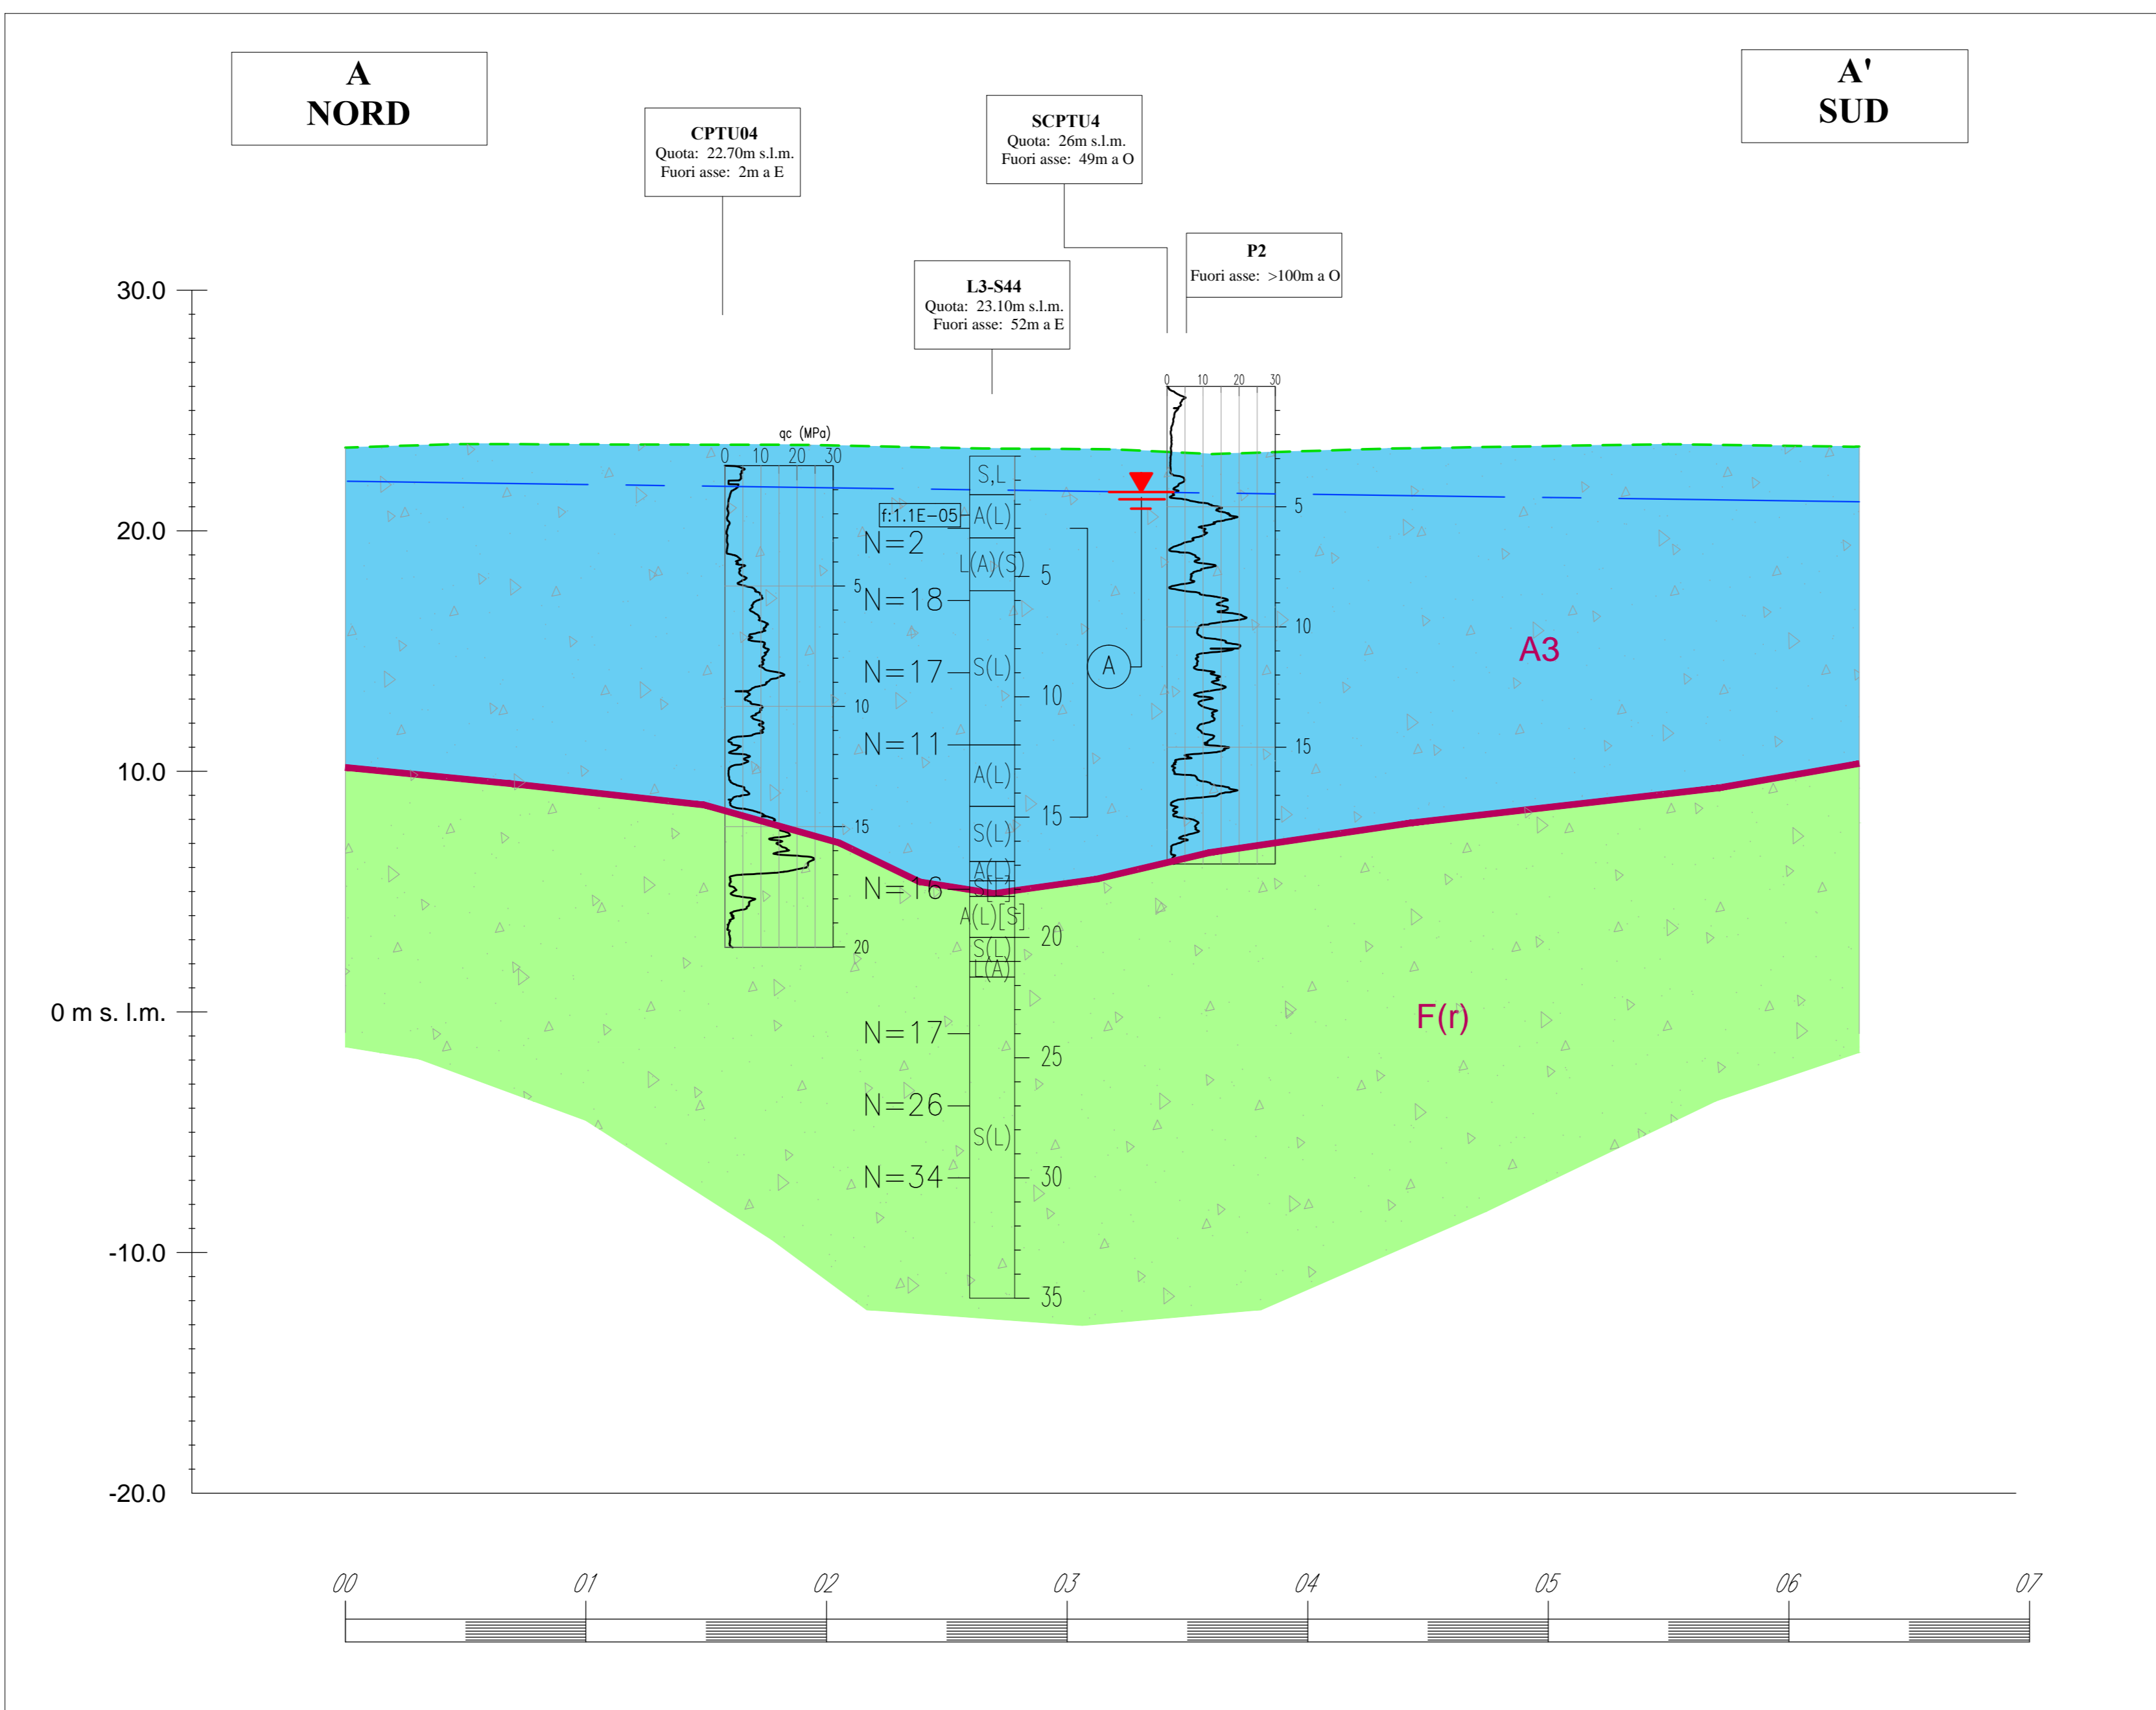 A
NORD
A'
SUD
CPTU04
Quota: 22.70m s.l.m.
Fuori asse: 2m a E
SCPTU4
Quota: 26m s.l.m.
Fuori asse: 49m a O
P2
Fuori asse: >100m a O
L3-S44
Quota: 23.10m s.l.m.
Fuori asse: 52m a E
30.0
20.0
10.0
0 m s. l.m.
-10.0
-20.0
qc (MPa)
0 10 20 30
5
10
15
20
0 10 20 30
5
10
15
f:1.1E-05
N=2
N=18
N=17
N=11
N=16
N=17
N=26
N=34
S,L
A(L)
L(A)(S)
S(L)
A(L)
S(L)
A(L)
S[L]
A(L)[S]
S(L)
L(A)
S(L)
5
10
15
20
25
30
35
A
A3
F(r)
00 01 02 03 04 05 06 07